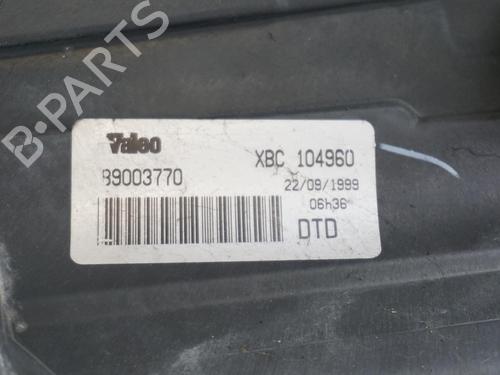 B-PARTS
Valeo XBC 104960
89003770 22/09/1999
06h36
DTD